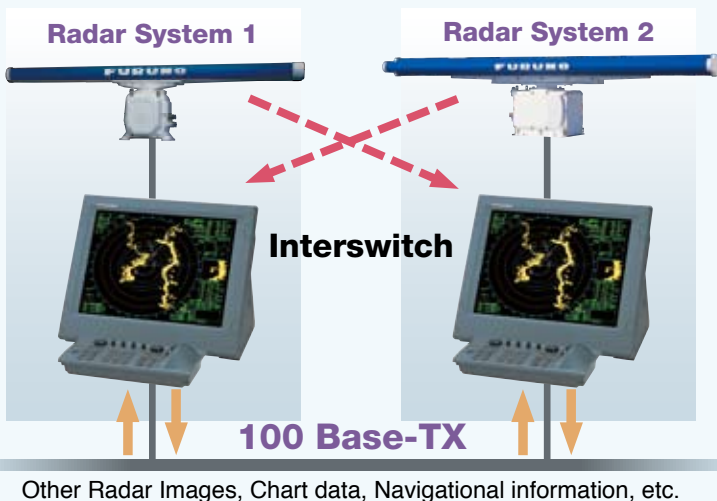 Radar System 1
Radar System 2
FURUNO
FURUNO
Interswitch
100 Base-TX
Other Radar Images, Chart data, Navigational information, etc.